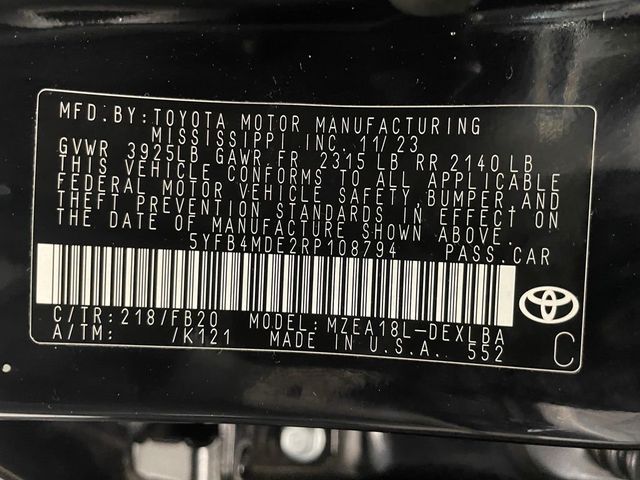 MFD.BY:TOYOTA MOTOR MANUFACTURING
MISSISSIPPI, INC. 11/23
GVWR 3925LB GAWR FR 2315 LB RR 2140 LB
THIS VEHICLE CONFORMS TO ALL APPLICABLE
FEDERAL MOTOR VEHICLE SAFETY,BUMPER,AND
THEFT PREVENTION STANDARDS IN EFFECT ON
THE DATE OF MANUFACTURE SHOWN ABOVE.
5YFB4MDE2RP108794 PASS.CAR
C/TR:218/FB20 MODEL:MZEA18L-DEXLBA
A/TM: /K121 MADE IN U.S.A. 552
C